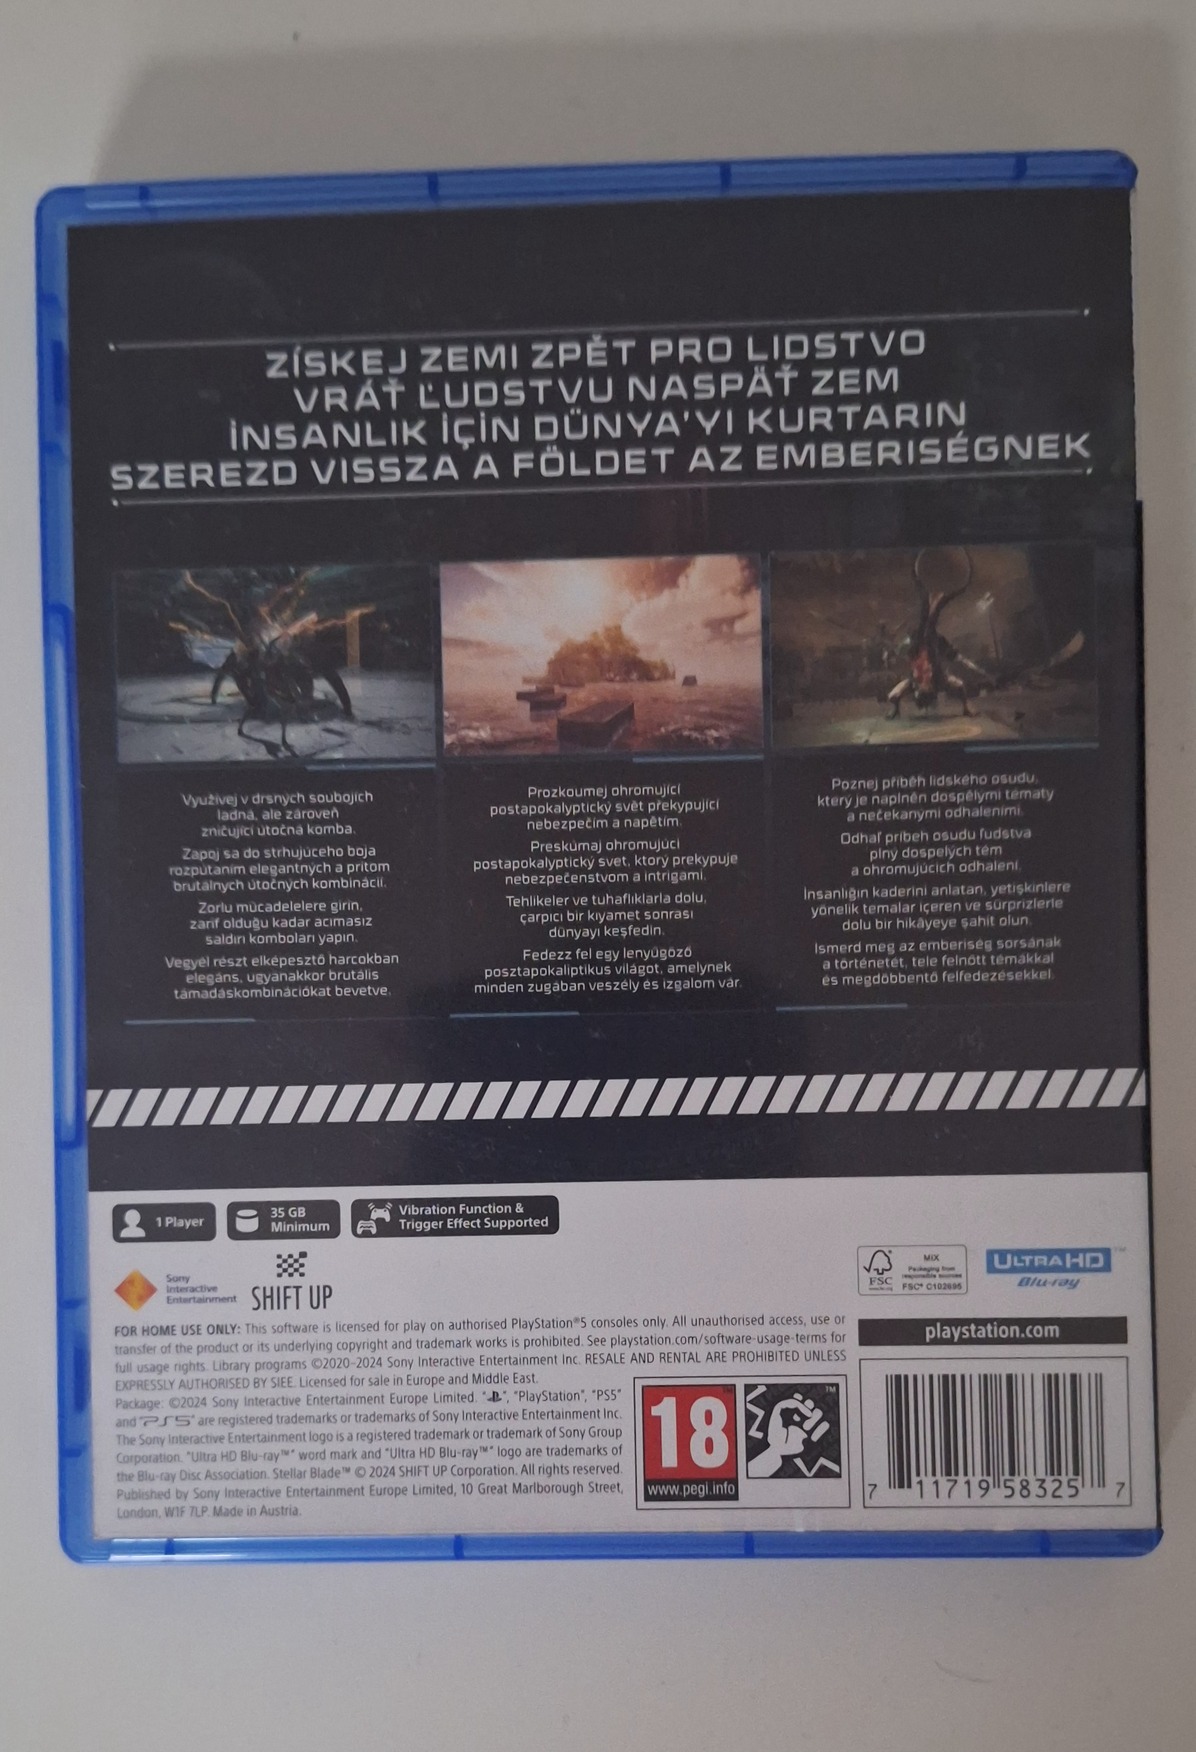 ZÍSKEJ ZEMI ZPĚT PRO LIDSTVO
VRÁŤ ĽUDSTVU NASPÄŤ ZEM
İNSANLIK İÇİN DÜNYA'YI KURTARIN
SZEREZD VISSZA A FÖLDET AZ EMBERISÉGNEK
Využívej v drsných soubojích
ladná, ale zároveň
zničující útočná komba.
Zapoj sa do strhujúceho boja
rozpútaním elegantných a pritom
brutálnych útočných kombinácií.
Zorlu mücadelelere girin,
zarif olduğu kadar acımasız
saldırı komboları yapın.
Vegyél részt elképesztő harcokban
elegáns, ugyanakkor brutális
támadáskombinációkat bevetve.
Prozkoumej ohromující
postapokalyptický svět překypující
nebezpečím a napětím.
Preskúmaj ohromujúci
postapokalyptický svet, ktorý prekypuje
nebezpečenstvom a intrigami.
Tehlikeler ve tuhaflıklarla dolu,
çarpıcı bir kıyamet sonrası
dünyayı keşfedin.
Fedezz fel egy lenyűgöző
posztapokaliptikus világot, amelynek
minden zugában veszély és izgalom vár.
Poznej příběh lidského osudu,
který je naplněn dospělými tématy
a nečekanými odhaleními.
Odhaľ príbeh osudu ľudstva
plný dospelých tém
a ohromujúcich odhalení.
İnsanlığın kaderini anlatan, yetişkinlere
yönelik temalar içeren ve sürprizlerle
dolu bir hikâyeye şahit olun.
Ismerd meg az emberiség sorsának
a történetét, tele felnőtt témákkal
és megdöbbentő felfedezésekkel.
1 Player
35 GB
Minimum
Vibration Function &
Trigger Effect Supported
Sony
Interactive
Entertainment
SHIFT UP
FSC
MIX
Packaging from
responsible sources
FSC® C102695
ULTRA HD™
Blu-ray
FOR HOME USE ONLY: This software is licensed for play on authorised PlayStation®5 consoles only. All unauthorised access, use or
transfer of the product or its underlying copyright and trademark works is prohibited. See playstation.com/software-usage-terms for
full usage rights. Library programs ©2020-2024 Sony Interactive Entertainment Inc. RESALE AND RENTAL ARE PROHIBITED UNLESS
EXPRESSLY AUTHORISED BY SIEE. Licensed for sale in Europe and Middle East.
Package: ©2024 Sony Interactive Entertainment Europe Limited. "", "PlayStation", "PS5"
and PS5 are registered trademarks or trademarks of Sony Interactive Entertainment Inc.
The Sony Interactive Entertainment logo is a registered trademark or trademark of Sony Group
Corporation. "Ultra HD Blu-ray™" word mark and "Ultra HD Blu-ray™" logo are trademarks of
the Blu-ray Disc Association. Stellar Blade™ © 2024 SHIFT UP Corporation. All rights reserved.
Published by Sony Interactive Entertainment Europe Limited, 10 Great Marlborough Street,
London, W1F 7LP. Made in Austria.
18
www.pegi.info
playstation.com
7 11719 58325 7